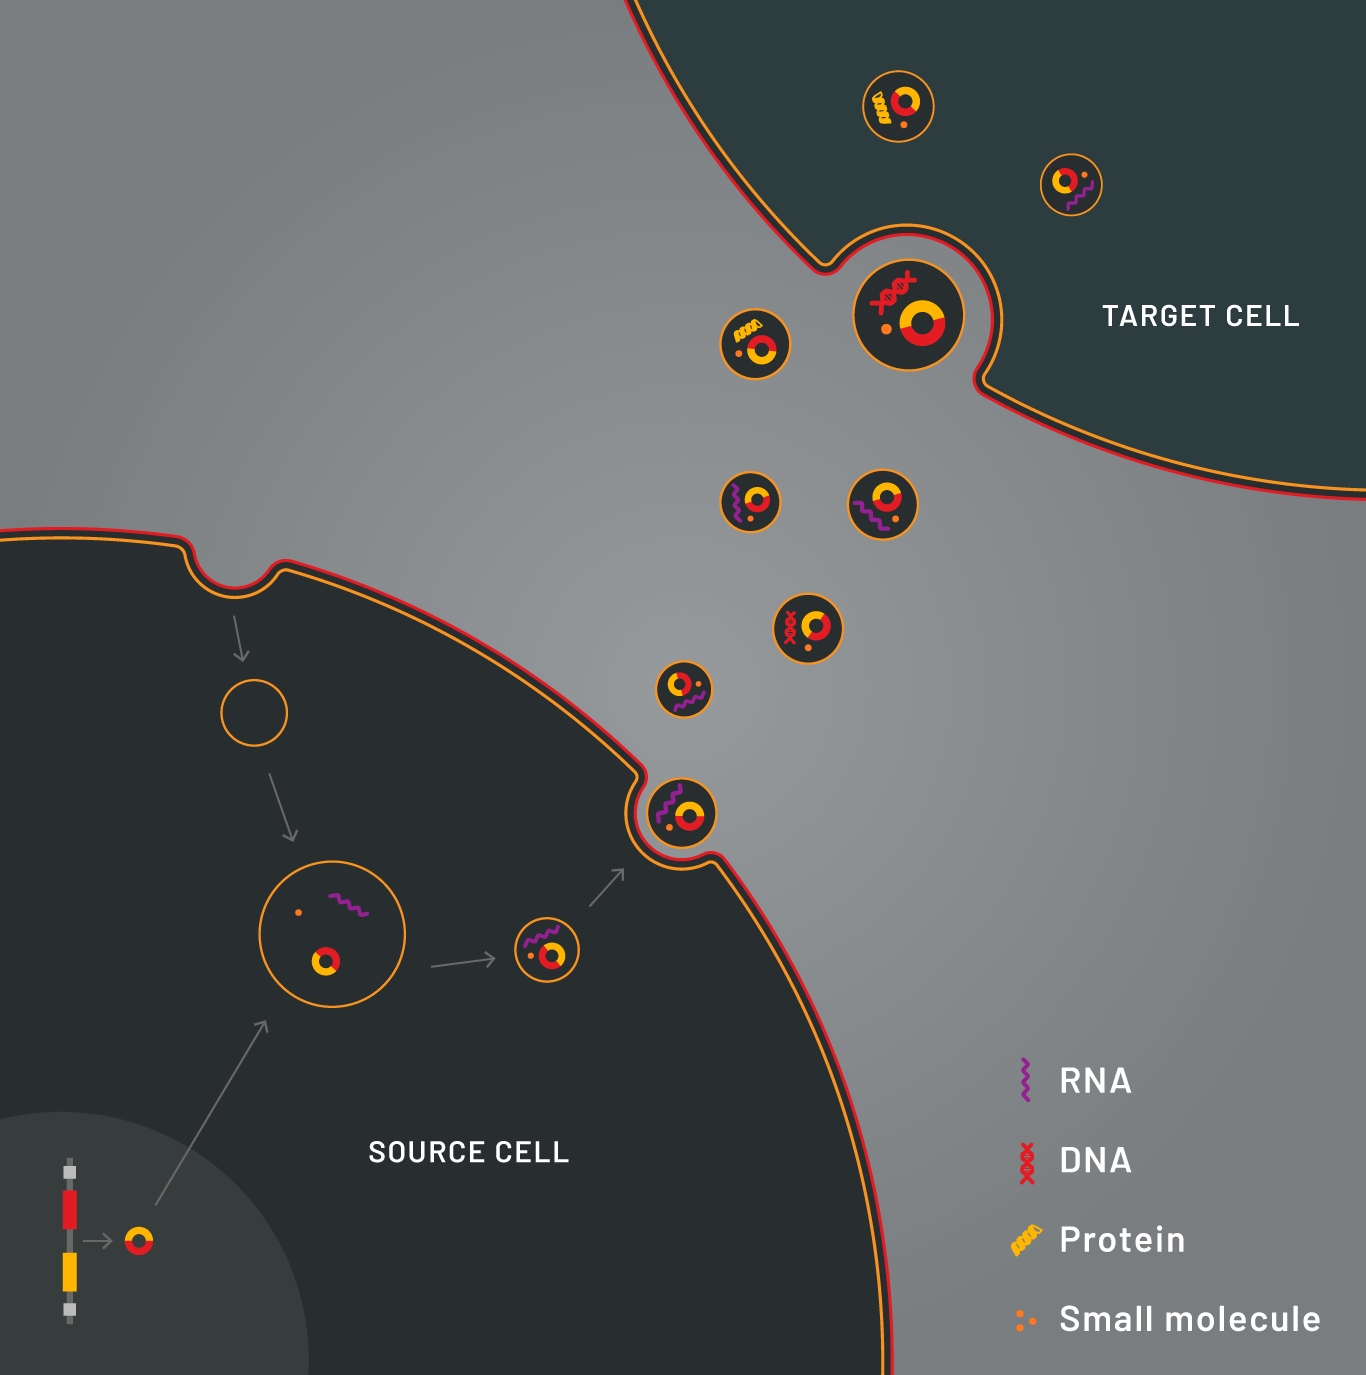 TARGET CELL
SOURCE CELL
RNA
DNA
Protein
Small molecule